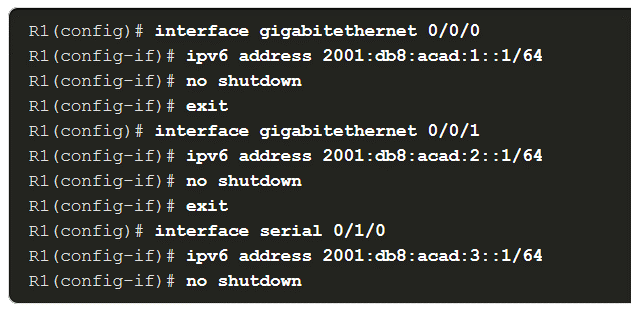 R1(config)# interface gigabitethernet 0/0/0
R1(config-if)# ipv6 address 2001:db8:acad:1::1/64
R1(config-if)# no shutdown
R1(config-if)# exit
R1(config)# interface gigabitethernet 0/0/1
R1(config-if)# ipv6 address 2001:db8:acad:2::1/64
R1(config-if)# no shutdown
R1(config-if)# exit
R1(config)# interface serial 0/1/0
R1(config-if)# ipv6 address 2001:db8:acad:3::1/64
R1(config-if)# no shutdown